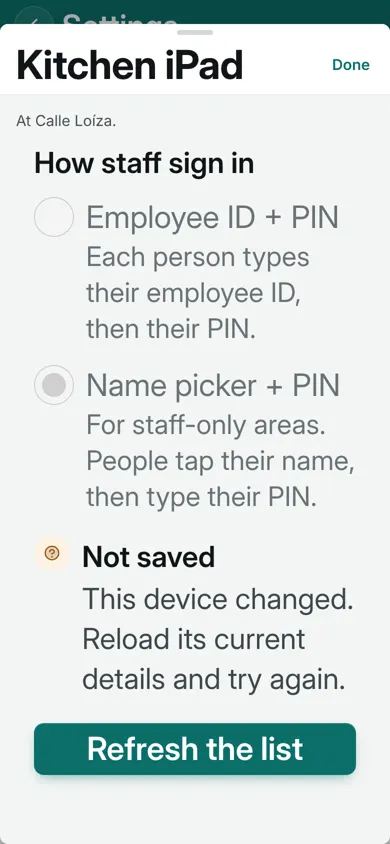 Settings
Kitchen iPad
Done
At Calle Loíza.
How staff sign in
Employee ID + PIN
Each person types
their employee ID,
then their PIN.
Name picker + PIN
For staff-only areas.
People tap their name,
then type their PIN.
Not saved
This device changed.
Reload its current
details and try again.
Refresh the list